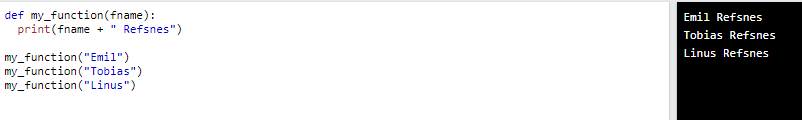 def my_function(fname):
  print(fname + " Refsnes")

my_function("Emil")
my_function("Tobias")
my_function("Linus")
Emil Refsnes
Tobias Refsnes
Linus Refsnes